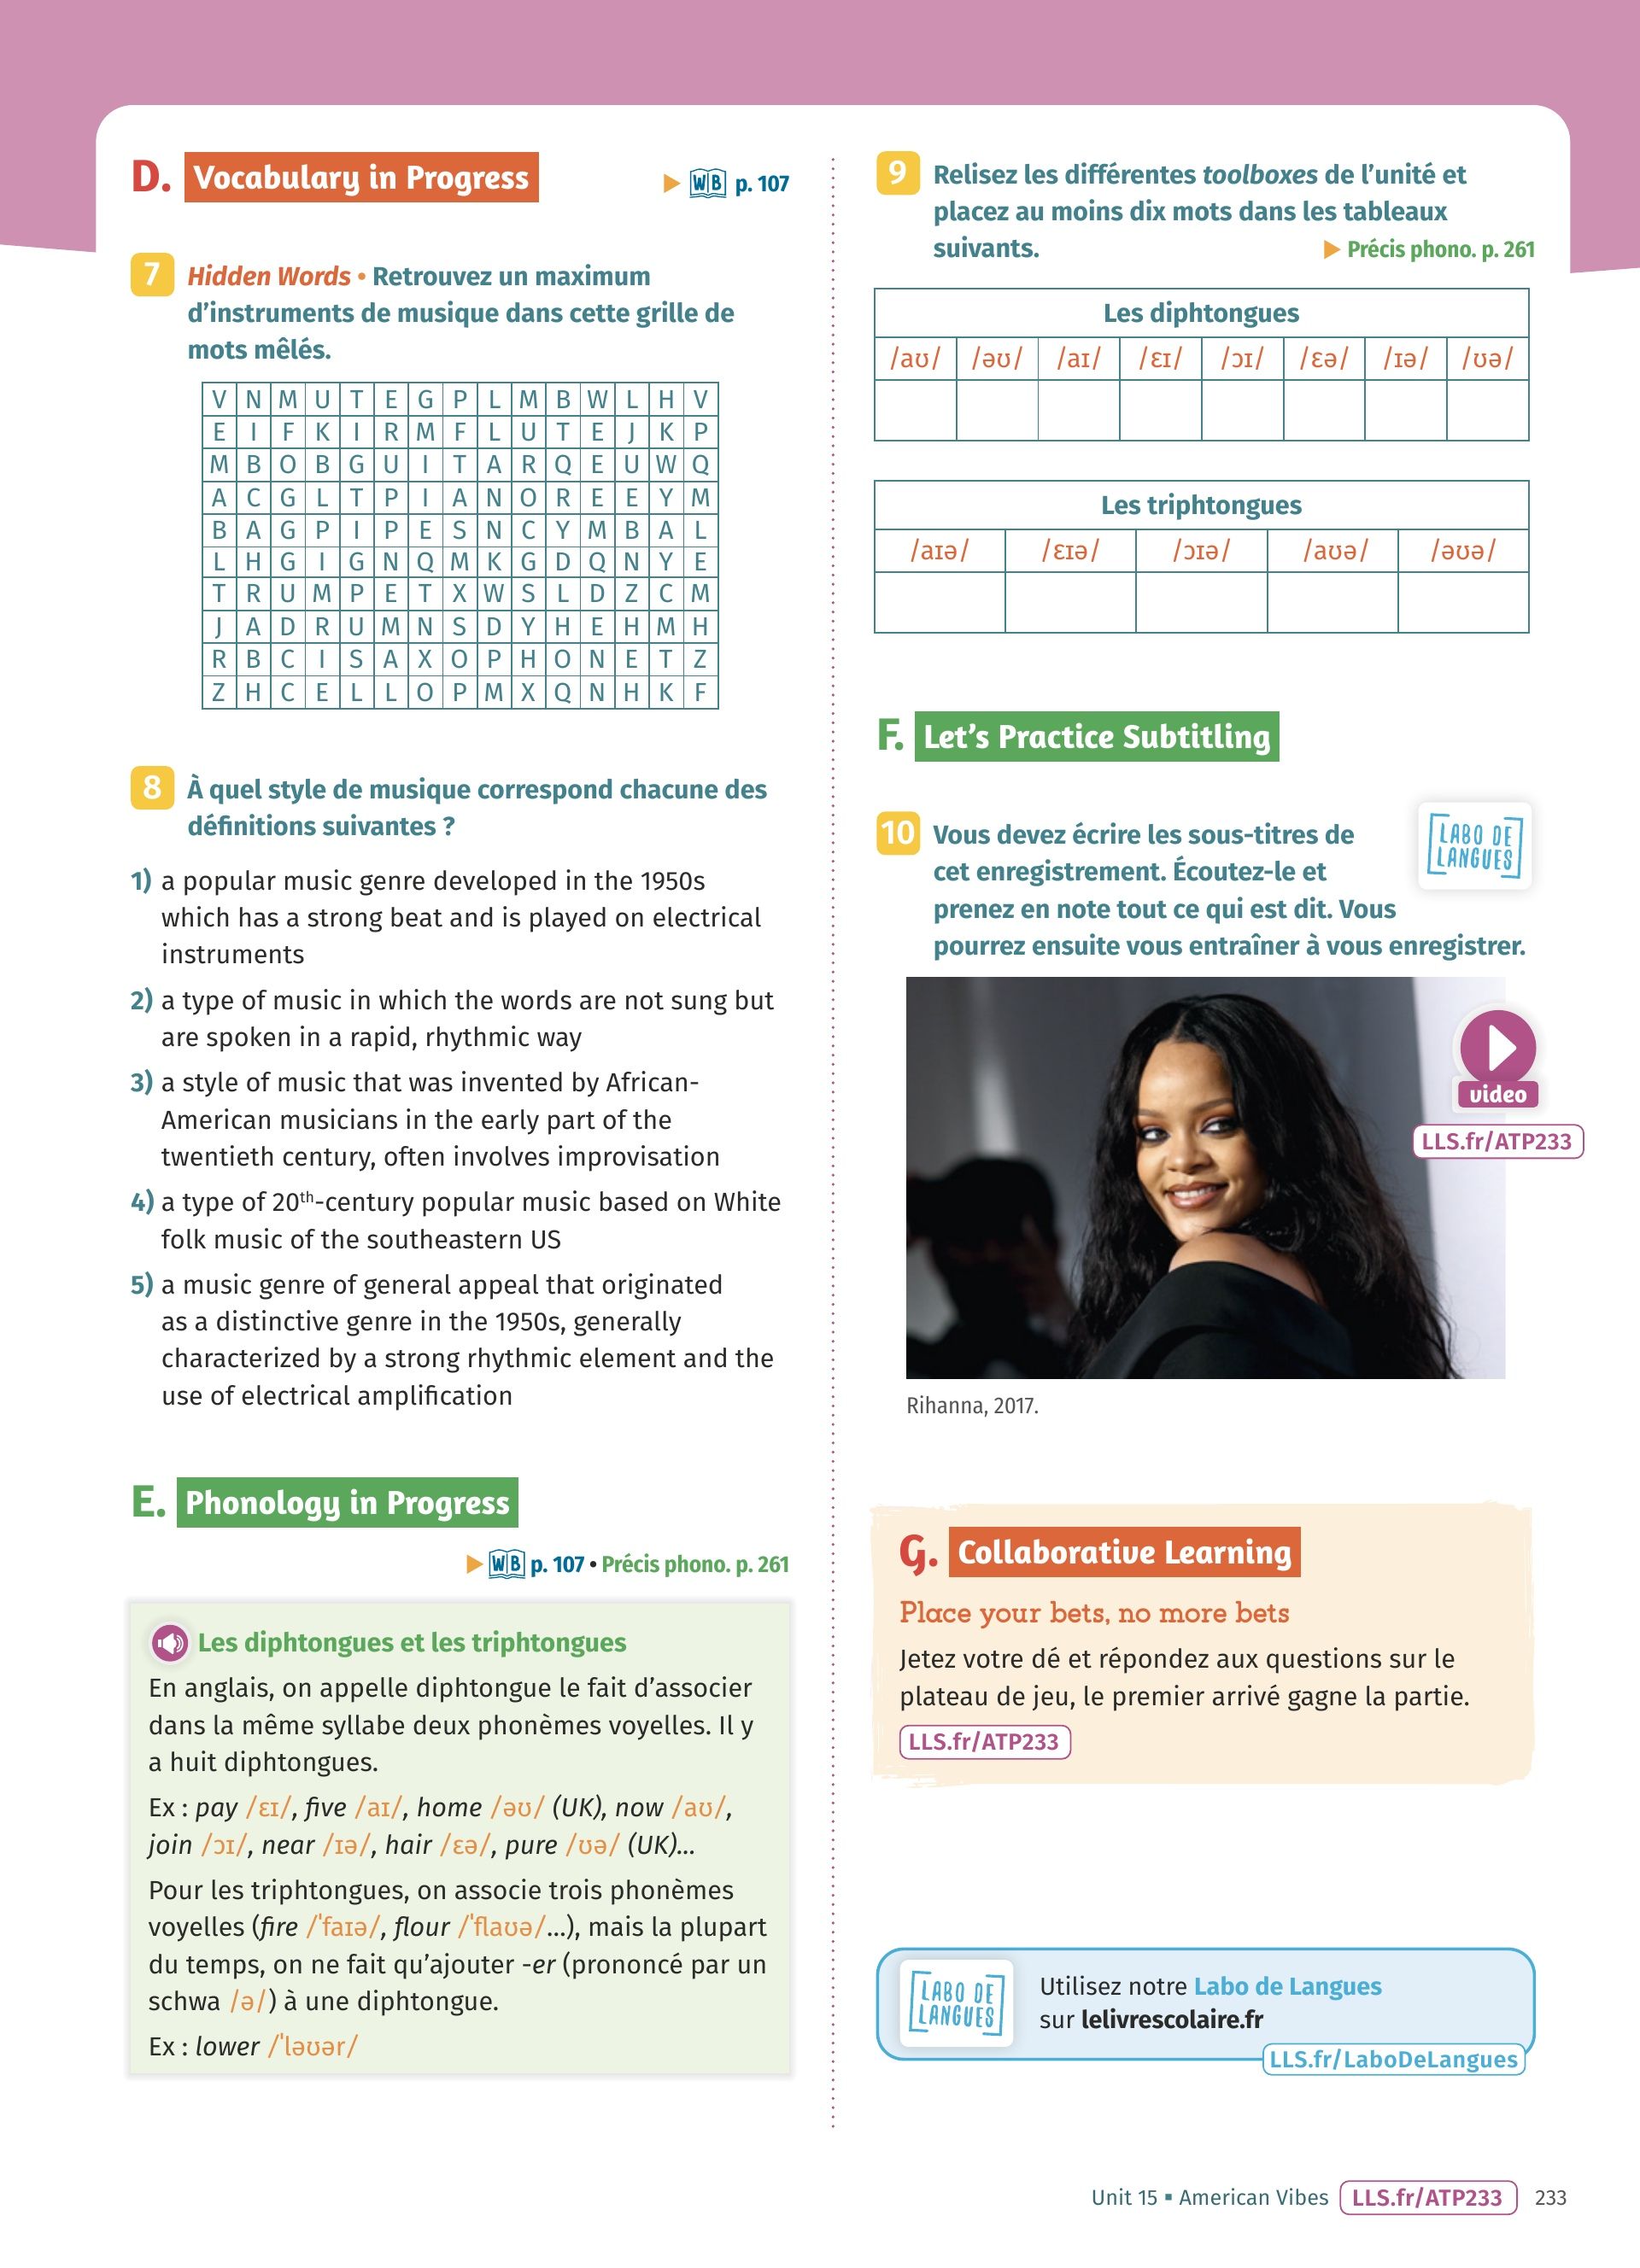 D. Vocabulary in Progress
WB p. 107
7 Hidden Words • Retrouvez un maximum
d'instruments de musique dans cette grille de
mots mêlés.
V N M U T E G P L M B W L H V
E I F K I R M F L U T E J K P
M B O B G U I T A R Q E U W Q
A C G L T P I A N O R E E Y M
B A G P I P E S N C Y M B A L
L H G I G N Q M K G D Q N Y E
T R U M P E T X W S L D Z C M
J A D R U M N S D Y H E H M H
R B C I S A X O P H O N E T Z
Z H C E L L O P M X Q N H K F
8 À quel style de musique correspond chacune des
définitions suivantes ?
1) a popular music genre developed in the 1950s
which has a strong beat and is played on electrical
instruments
2) a type of music in which the words are not sung but
are spoken in a rapid, rhythmic way
3) a style of music that was invented by African-
American musicians in the early part of the
twentieth century, often involves improvisation
4) a type of 20th-century popular music based on White
folk music of the southeastern US
5) a music genre of general appeal that originated
as a distinctive genre in the 1950s, generally
characterized by a strong rhythmic element and the
use of electrical amplification
E. Phonology in Progress
WB p. 107 • Précis phono. p. 261
Les diphtongues et les triphtongues
En anglais, on appelle diphtongue le fait d'associer
dans la même syllabe deux phonèmes voyelles. Il y
a huit diphtongues.
Ex : pay /ɛɪ/, five /aɪ/, home /əʊ/ (UK), now /aʊ/,
join /ɔɪ/, near /ɪə/, hair /ɛə/, pure /ʊə/ (UK)...
Pour les triphtongues, on associe trois phonèmes
voyelles (fire /ˈfaɪə/, flour /ˈflaʊə/...), mais la plupart
du temps, on ne fait qu'ajouter -er (prononcé par un
schwa /ə/) à une diphtongue.
Ex : lower /ˈləʊər/
9 Relisez les différentes toolboxes de l'unité et
placez au moins dix mots dans les tableaux
suivants.
Précis phono. p. 261
Les diphtongues
/aʊ/ /əʊ/ /aɪ/ /ɛɪ/ /ɔɪ/ /ɛə/ /ɪə/ /ʊə/
Les triphtongues
/aɪə/ /ɛɪə/ /ɔɪə/ /aʊə/ /əʊə/
F. Let's Practice Subtitling
10 Vous devez écrire les sous-titres de
cet enregistrement. Écoutez-le et
prenez en note tout ce qui est dit. Vous
pourrez ensuite vous entraîner à vous enregistrer.
LABO DE
LANGUES
video
LLS.fr/ATP233
Rihanna, 2017.
G. Collaborative Learning
Place your bets, no more bets
Jetez votre dé et répondez aux questions sur le
plateau de jeu, le premier arrivé gagne la partie.
LLS.fr/ATP233
LABO DE
LANGUES
Utilisez notre Labo de Langues
sur lelivrescolaire.fr
LLS.fr/LaboDeLangues
Unit 15 ▪ American Vibes LLS.fr/ATP233 233